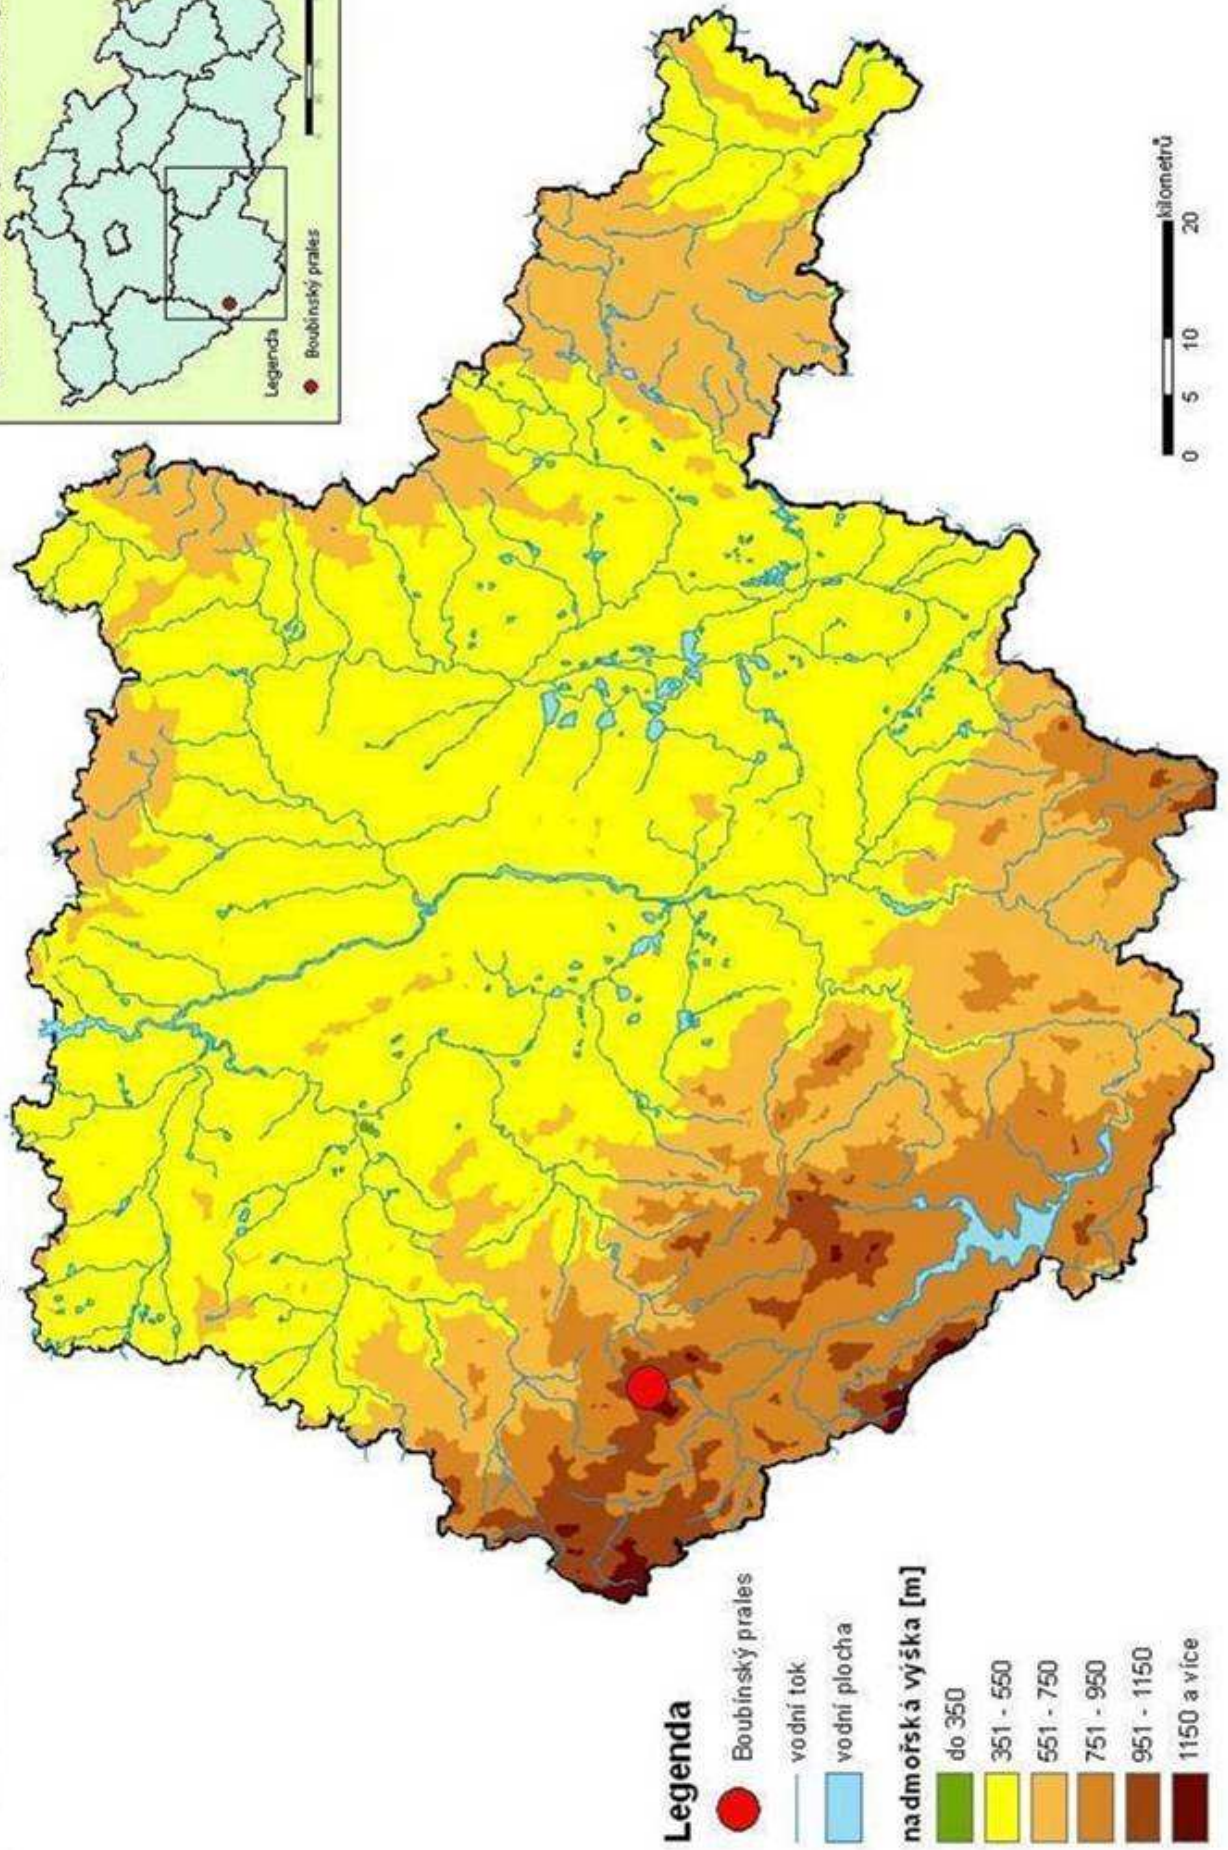 Legenda
Boubínský prales
Legenda
Boubínský prales
vodní tok
vodní plocha
nadmořská výška [m]
do 350
351 - 550
551 - 750
751 - 950
951 - 1150
1150 a více
0 5 10 20
kilometrů